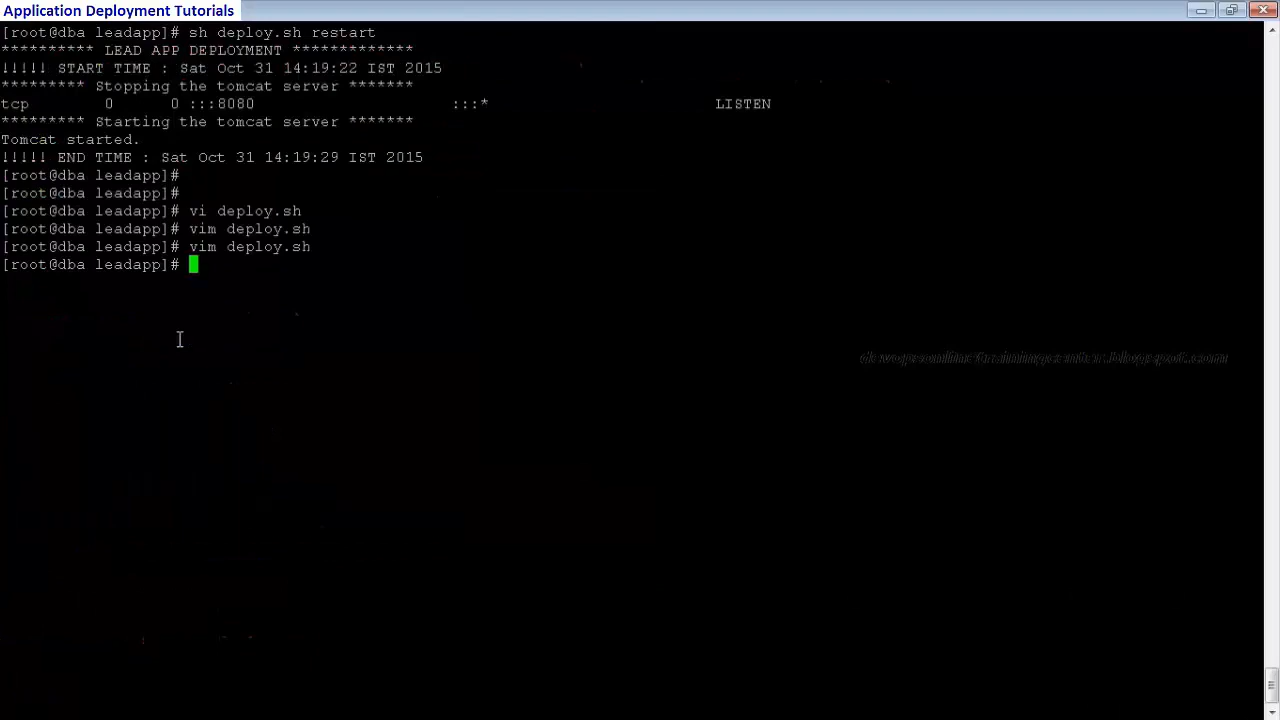 Application Deployment Tutorials
[root@dba leadapp]# sh deploy.sh restart
********** LEAD APP DEPLOYMENT *************
!!!!! START TIME : Sat Oct 31 14:19:22 IST 2015
********* Stopping the tomcat server *******
tcp 0 0 :::8080 :::* LISTEN
********* Starting the tomcat server *******
Tomcat started.
!!!!! END TIME : Sat Oct 31 14:19:29 IST 2015
[root@dba leadapp]#
[root@dba leadapp]#
[root@dba leadapp]# vi deploy.sh
[root@dba leadapp]# vim deploy.sh
[root@dba leadapp]# vim deploy.sh
[root@dba leadapp]#
devopsonlinetrainingcenter.blogspot.com